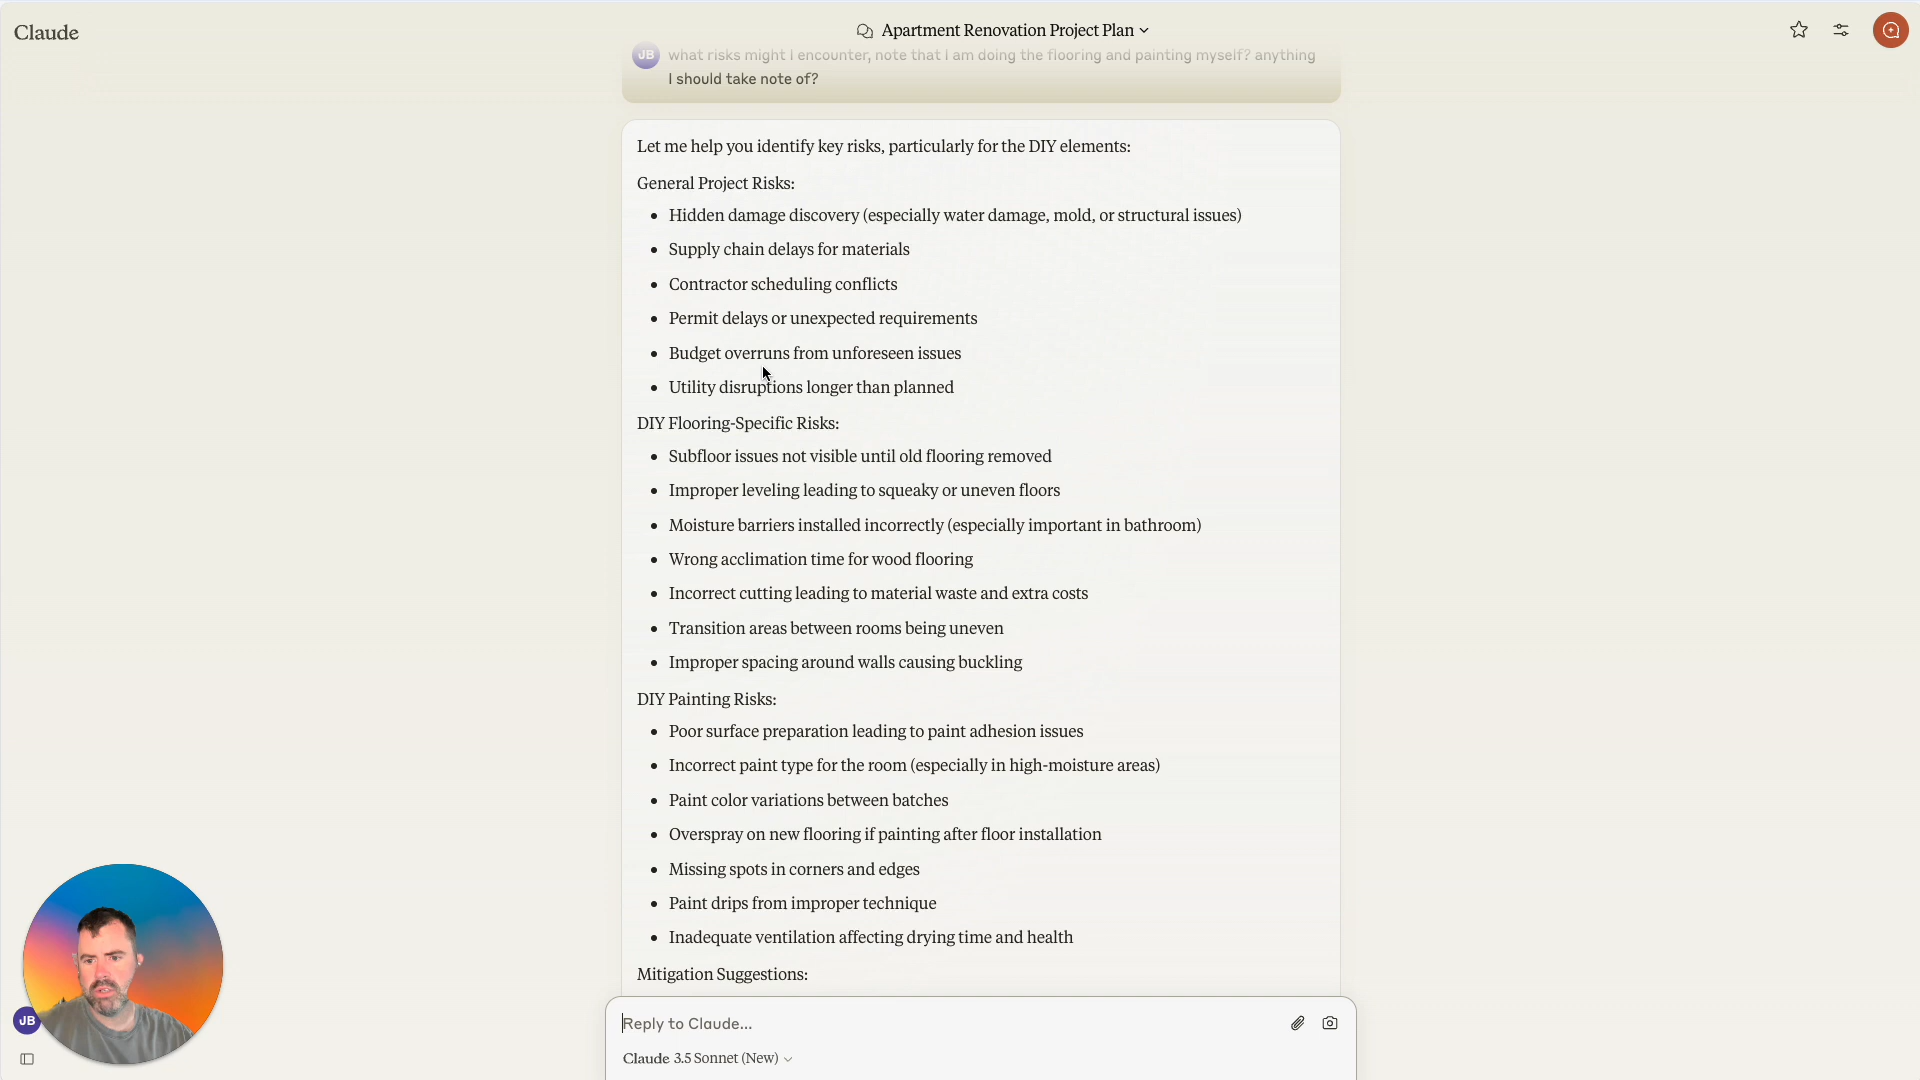 Claude
Apartment Renovation Project Plan
JB
what risks might I encounter, note that I am doing the flooring and painting myself? anything
I should take note of?
Let me help you identify key risks, particularly for the DIY elements:
General Project Risks:
• Hidden damage discovery (especially water damage, mold, or structural issues)
• Supply chain delays for materials
• Contractor scheduling conflicts
• Permit delays or unexpected requirements
• Budget overruns from unforeseen issues
• Utility disruptions longer than planned
DIY Flooring-Specific Risks:
• Subfloor issues not visible until old flooring removed
• Improper leveling leading to squeaky or uneven floors
• Moisture barriers installed incorrectly (especially important in bathroom)
• Wrong acclimation time for wood flooring
• Incorrect cutting leading to material waste and extra costs
• Transition areas between rooms being uneven
• Improper spacing around walls causing buckling
DIY Painting Risks:
• Poor surface preparation leading to paint adhesion issues
• Incorrect paint type for the room (especially in high-moisture areas)
• Paint color variations between batches
• Overspray on new flooring if painting after floor installation
• Missing spots in corners and edges
• Paint drips from improper technique
• Inadequate ventilation affecting drying time and health
Mitigation Suggestions:
Reply to Claude...
Claude 3.5 Sonnet (New)
JB